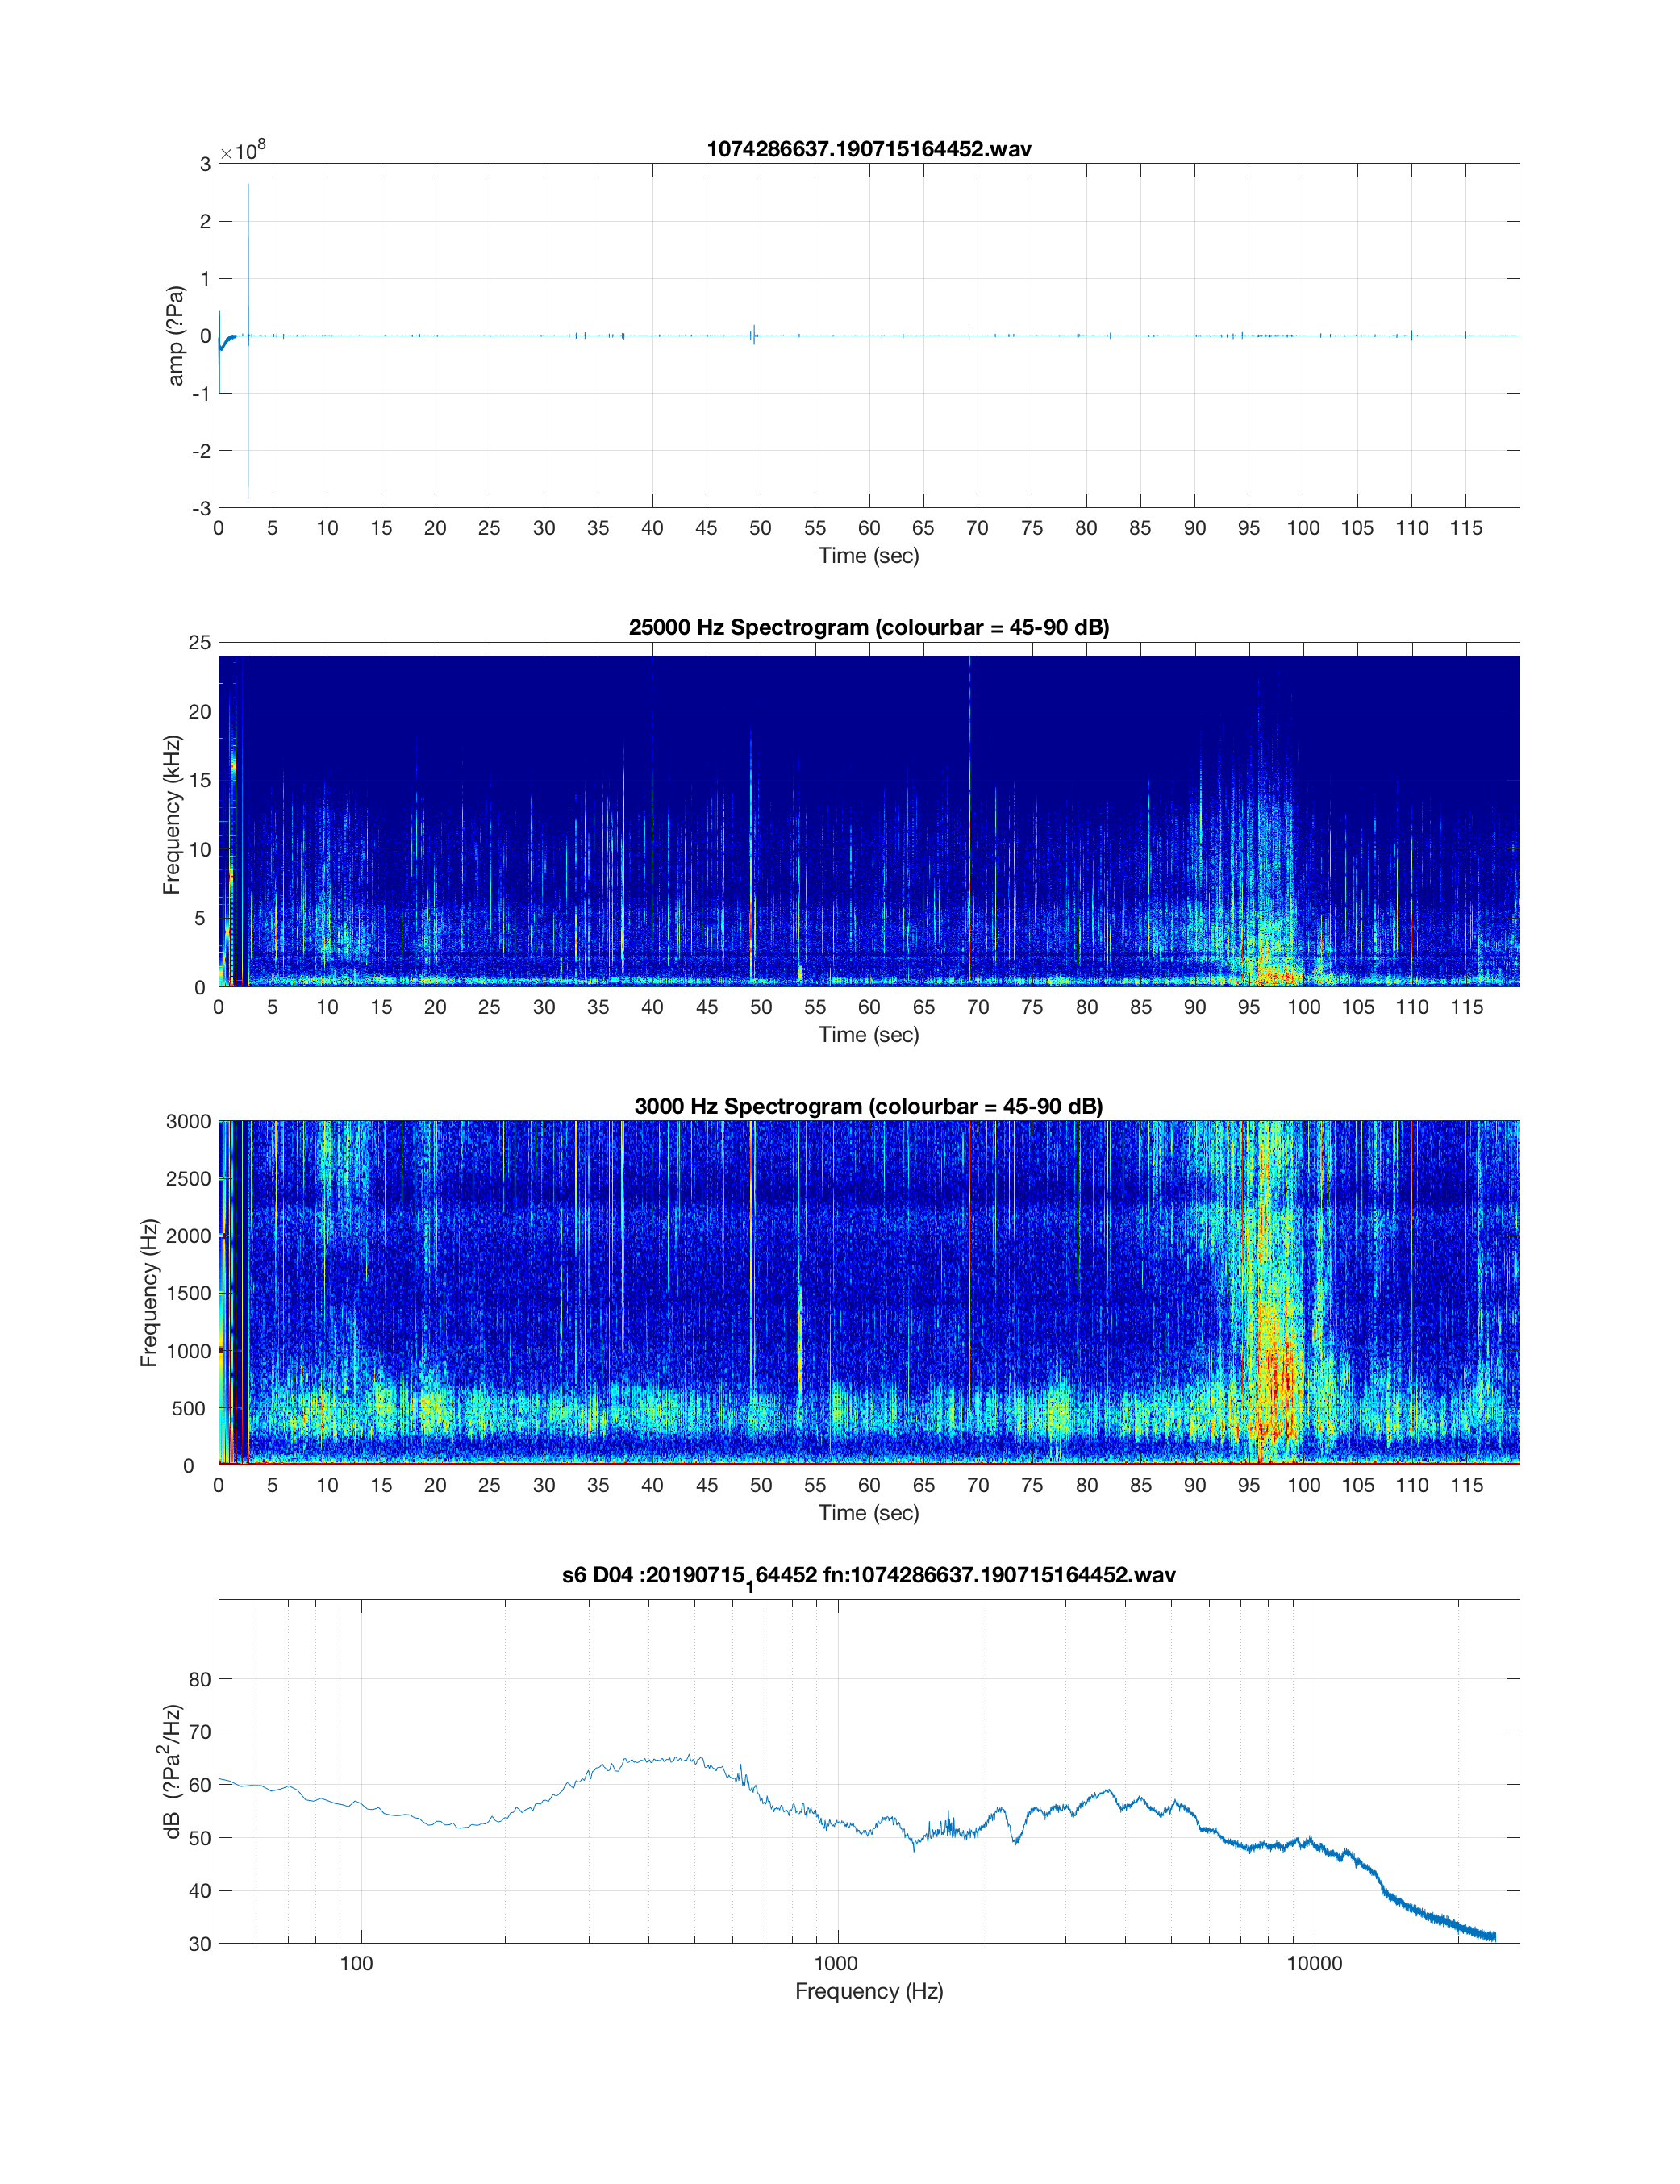 1074286637.190715164452.wav
×10^8
3
2
1
0
-1
-2
-3
amp (?Pa)
0 5 10 15 20 25 30 35 40 45 50 55 60 65 70 75 80 85 90 95 100 105 110 115
Time (sec)
25000 Hz Spectrogram (colourbar = 45-90 dB)
25
20
15
10
5
0
Frequency (kHz)
0 5 10 15 20 25 30 35 40 45 50 55 60 65 70 75 80 85 90 95 100 105 110 115
Time (sec)
3000 Hz Spectrogram (colourbar = 45-90 dB)
3000
2500
2000
1500
1000
500
0
Frequency (Hz)
0 5 10 15 20 25 30 35 40 45 50 55 60 65 70 75 80 85 90 95 100 105 110 115
Time (sec)
s6 D04 :20190715₁64452 fn:1074286637.190715164452.wav
80
70
60
50
40
30
dB (?Pa²/Hz)
100 1000 10000
Frequency (Hz)